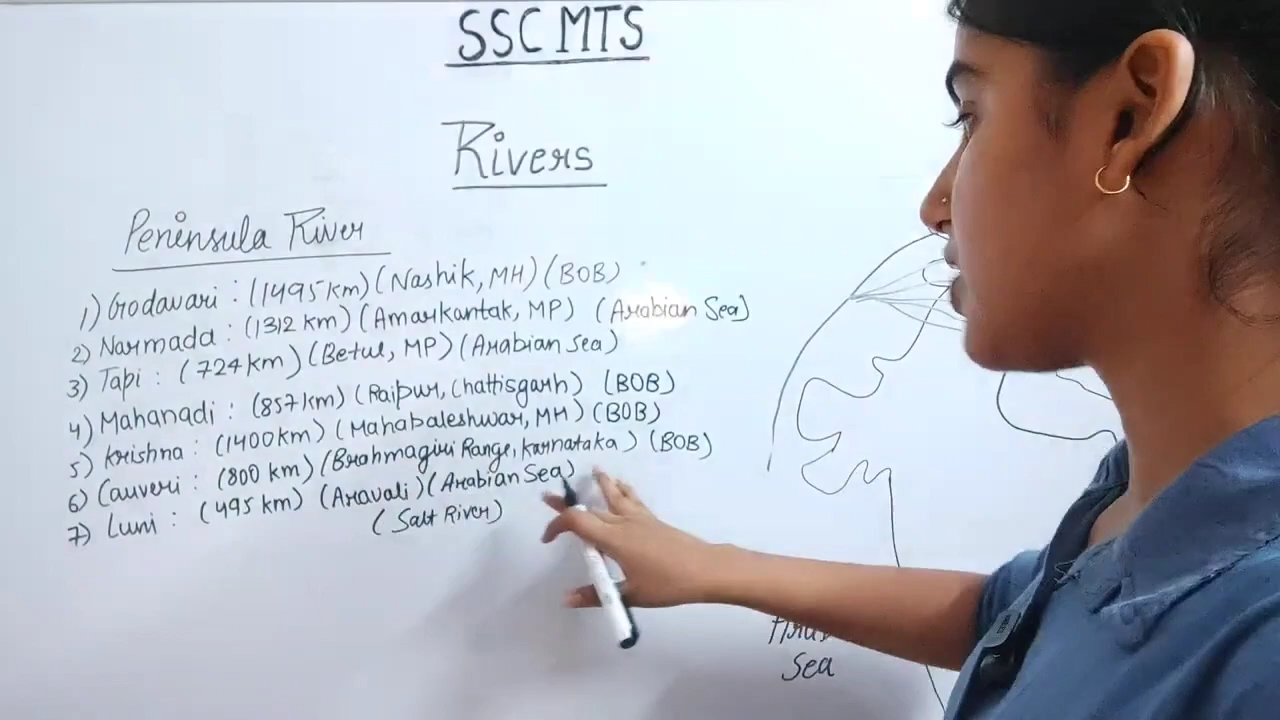 SSC MTS
Rivers
Peninsula River
1) Godavari : (1495 km) (Nashik, MH) (BOB)
2) Narmada : (1312 km) (Amarkantak, MP) (Arabian Sea)
3) Tapi : (724 km) (Betul, MP) (Arabian Sea)
4) Mahanadi : (857 km) (Raipur, Chattisgarh) (BOB)
5) Krishna : (1400 km) (Mahabaleshwar, MH) (BOB)
6) Cauveri : (800 km) (Brahmagiri Range, Karnataka) (BOB)
7) Luni : (495 km) (Aravali) (Arabian Sea)
(Salt River)
Sea